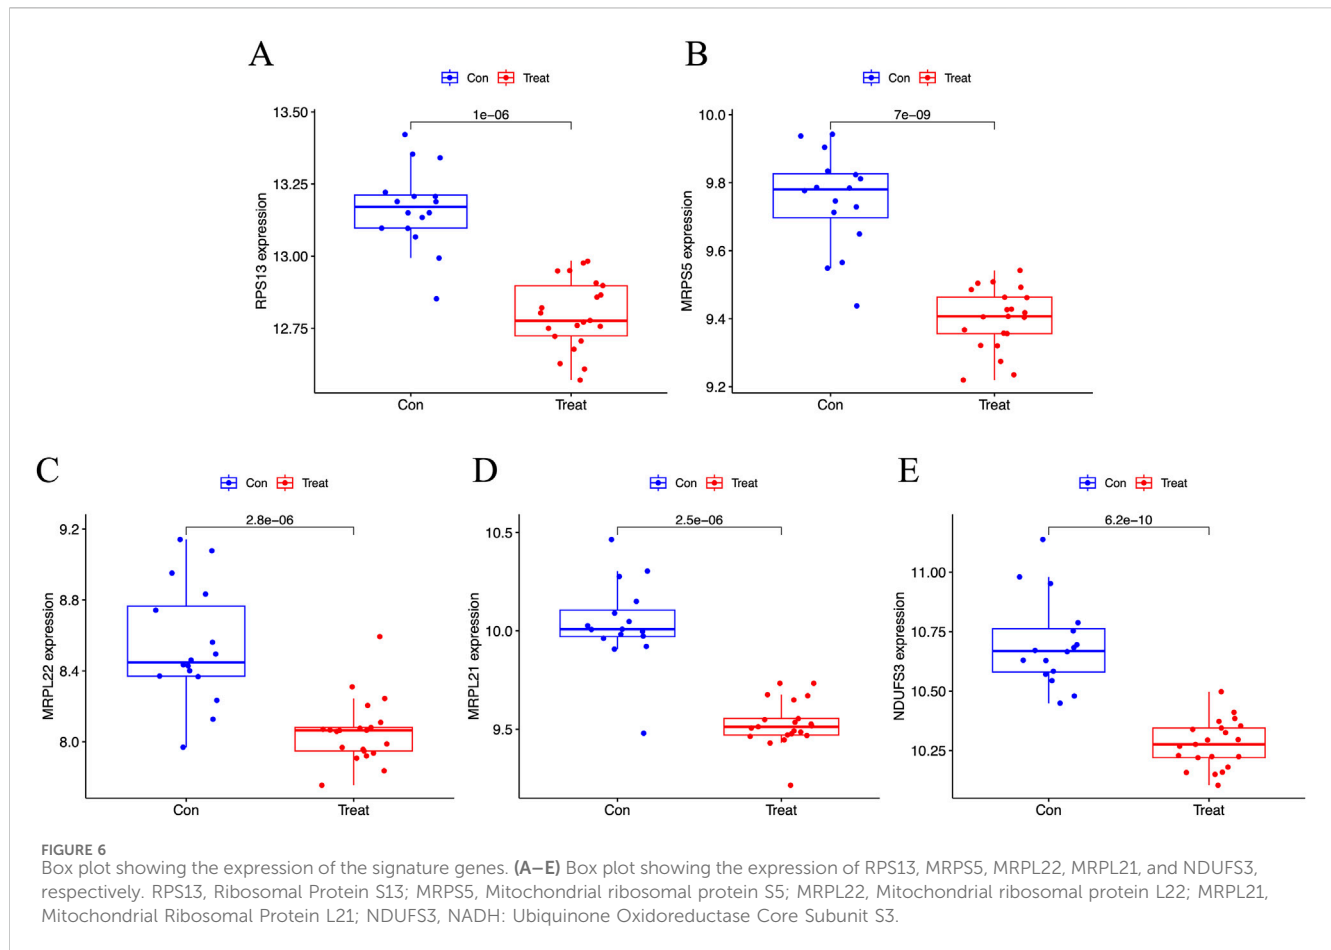 A
B
Con Treat
Con Treat
13.50
13.25
13.00
12.75
RPS13 expression
1e−06
Con Treat
10.0
9.8
9.6
9.4
9.2
MRPS5 expression
7e−09
Con Treat
C
D
E
Con Treat
Con Treat
Con Treat
9.2
8.8
8.4
8.0
MRPL22 expression
2.8e−06
Con Treat
10.5
10.0
9.5
MRPL21 expression
2.5e−06
Con Treat
11.00
10.75
10.50
10.25
NDUFS3 expression
6.2e−10
Con Treat
FIGURE 6
Box plot showing the expression of the signature genes. (A–E) Box plot showing the expression of RPS13, MRPS5, MRPL22, MRPL21, and NDUFS3,
respectively. RPS13, Ribosomal Protein S13; MRPS5, Mitochondrial ribosomal protein S5; MRPL22, Mitochondrial ribosomal protein L22; MRPL21,
Mitochondrial Ribosomal Protein L21; NDUFS3, NADH: Ubiquinone Oxidoreductase Core Subunit S3.